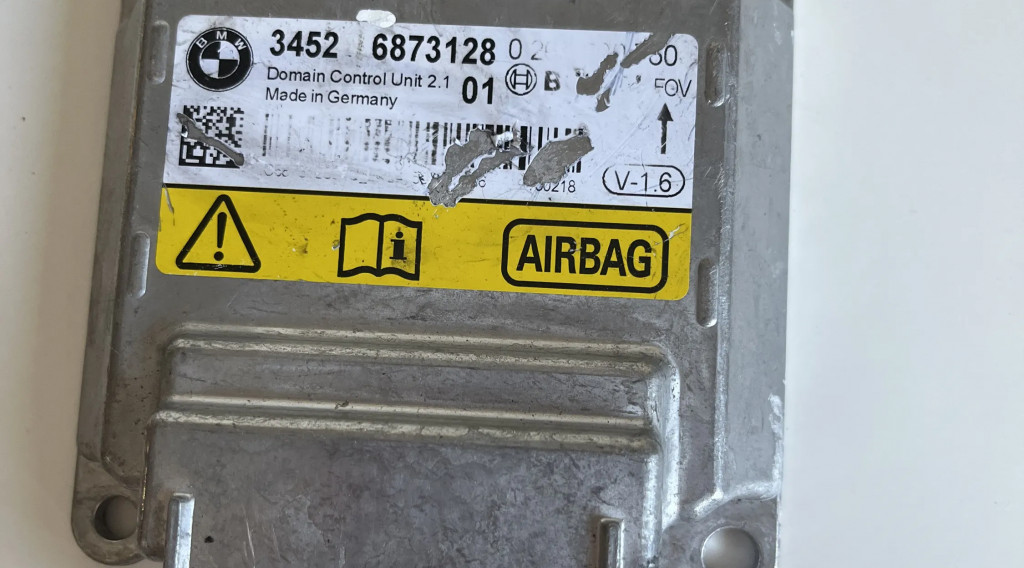 BMW
3452 6873128
Domain Control Unit 2.1 01
Made in Germany
FOV
V-1.6
AIRBAG